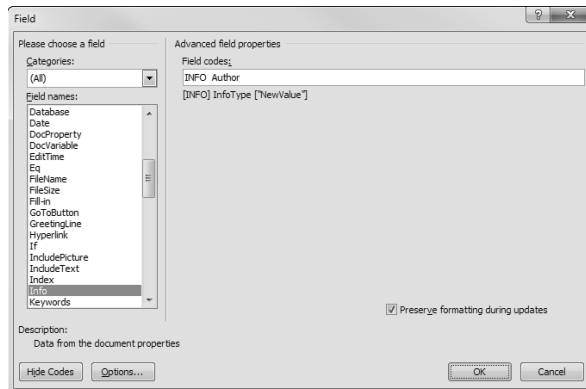 Field
Please choose a field
Categories:
(All)
Field names:
Database
Date
DocProperty
DocVariable
EditTime
Eq
FileName
FileSize
Fill-in
GoToButton
GreetingLine
Hyperlink
If
IncludePicture
IncludeText
Index
Info
Keywords
Advanced field properties
Field codes:
INFO Author
[INFO] InfoType ["NewValue"]
Preserve formatting during updates
Description:
Data from the document properties
Hide Codes
Options...
OK
Cancel